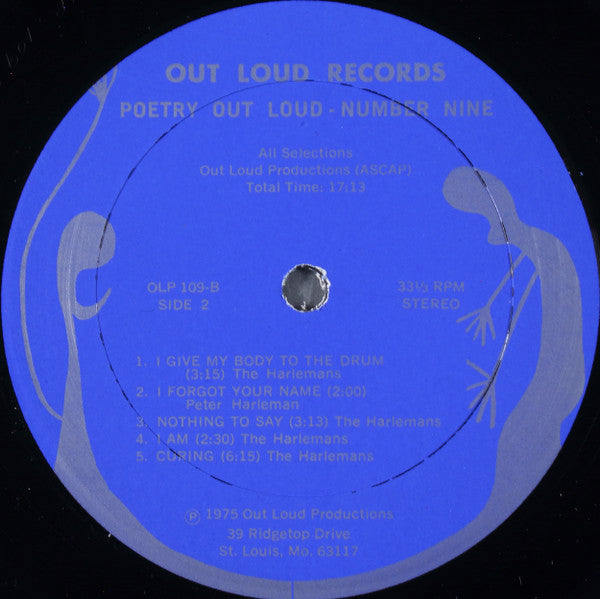 OUT LOUD RECORDS
POETRY OUT LOUD - NUMBER NINE
All Selections
Out Loud Productions (ASCAP)
Total Time: 17:13
OLP 109-B
SIDE 2
33⅓ RPM
STEREO
1. I GIVE MY BODY TO THE DRUM
(3:15) The Harlemans
2. I FORGOT YOUR NAME (2:00)
Peter Harleman
3. NOTHING TO SAY (3:13) The Harlemans
4. I AM (2:30) The Harlemans
5. CURING (6:15) The Harlemans
℗ 1975 Out Loud Productions
39 Ridgetop Drive
St. Louis, Mo. 63117